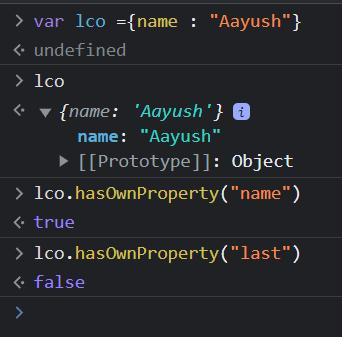 > var lco ={name : "Aayush"}
<· undefined
> lco
<· ▼ {name: 'Aayush'} i
name: "Aayush"
▶ [[Prototype]]: Object
> lco.hasOwnProperty("name")
<· true
> lco.hasOwnProperty("last")
<· false
>